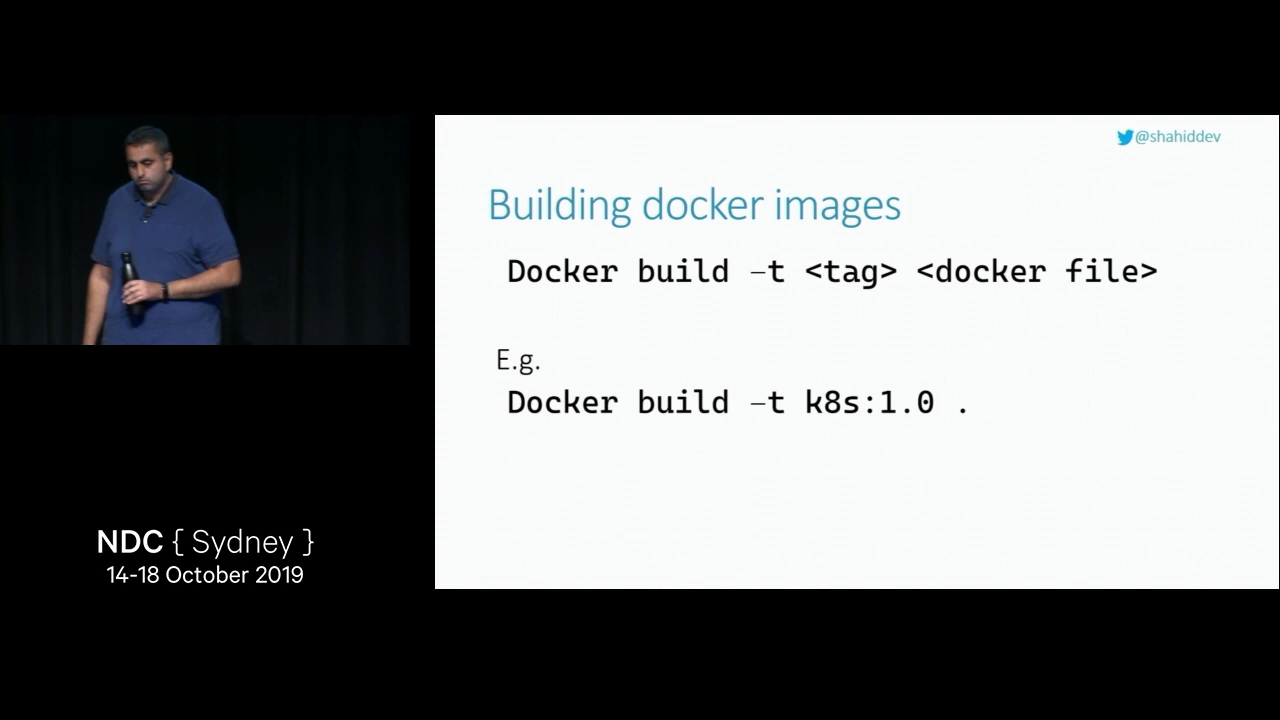 @shahiddev
Building docker images
Docker build –t <tag> <docker file>
E.g.
Docker build –t k8s:1.0 .
NDC { Sydney }
14-18 October 2019